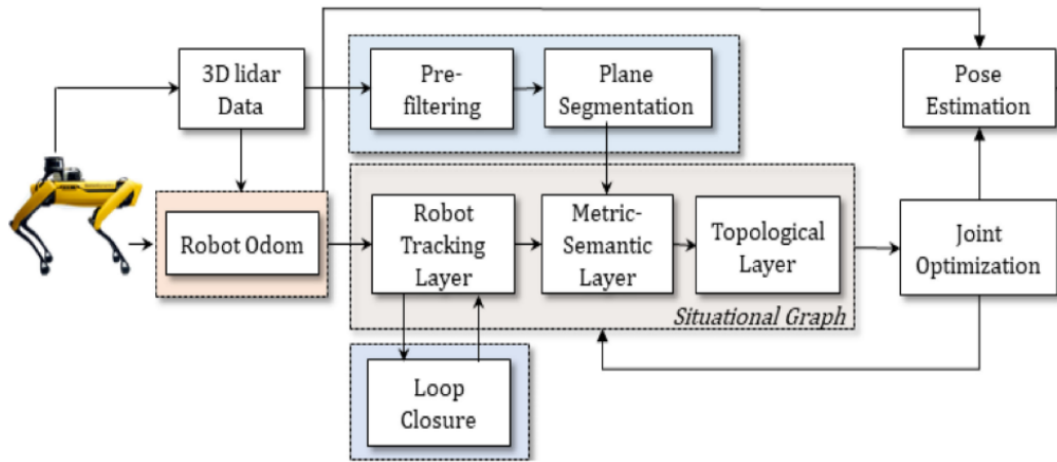 3D lidar
Data
Pre-
filtering
Plane
Segmentation
Pose
Estimation
Robot Odom
Robot
Tracking
Layer
Metric-
Semantic
Layer
Topological
Layer
Joint
Optimization
Situational Graph
Loop
Closure